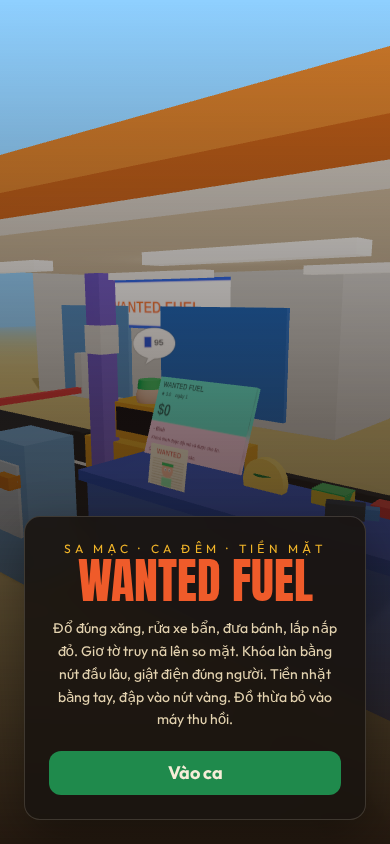 WANTED FUEL
95
WANTED FUEL
$0
WANTED
SA MẠC · CA ĐÊM · TIỀN MẶT
WANTED FUEL
Đổ đúng xăng, rửa xe bẩn, đưa bánh, lắp nắp
đỏ. Giơ tờ truy nã lên so mặt. Khóa làn bằng
nút đầu lâu, giật điện đúng người. Tiền nhặt
bằng tay, đập vào nút vàng. Đồ thừa bỏ vào
máy thu hồi.
Vào ca